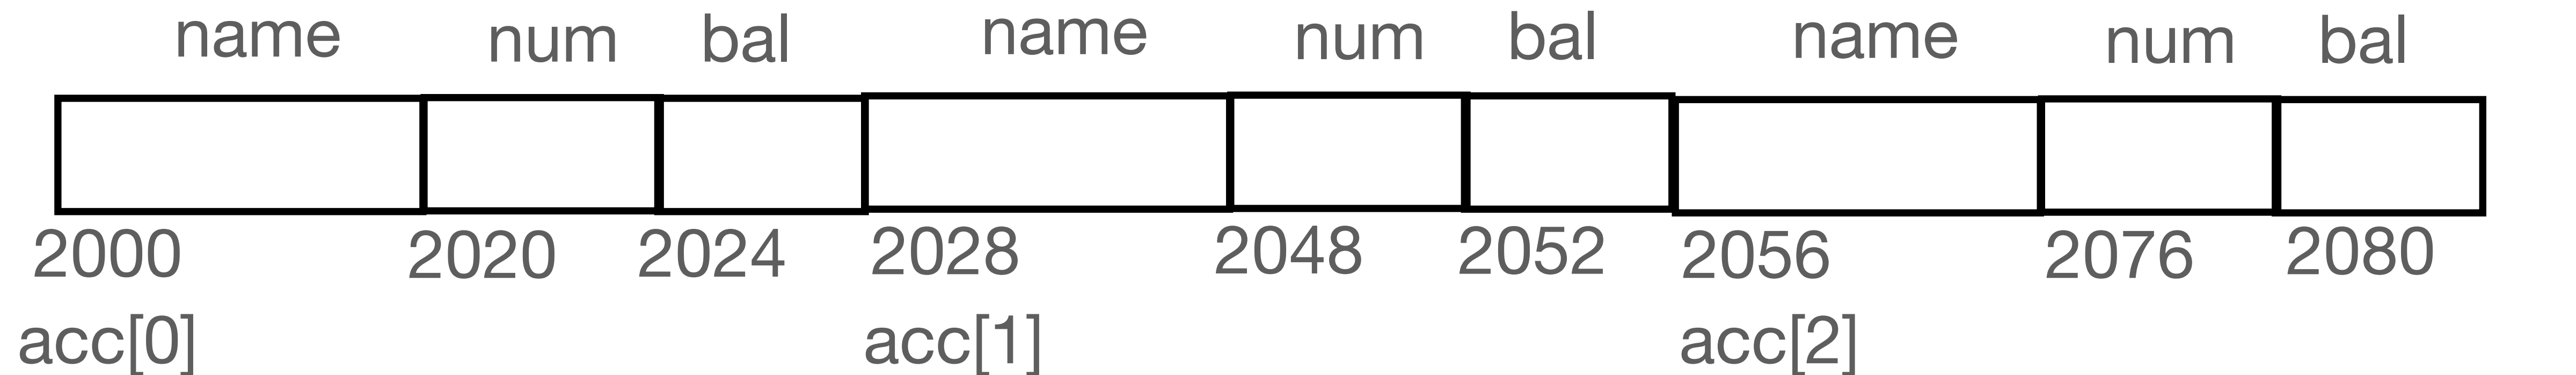 name num bal name num bal name num bal
2000 2020 2024 2028 2048 2052 2056 2076 2080
acc[0] acc[1] acc[2]